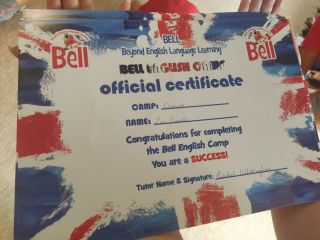 Bell
Bell
BELL
Beyond English Language Learning
BELL ENGLISH CAMP
official certificate
CAMP:
NAME:
Congratulations for completing
the Bell English Camp
You are a SUCCESS!
Tutor Name & Signature: